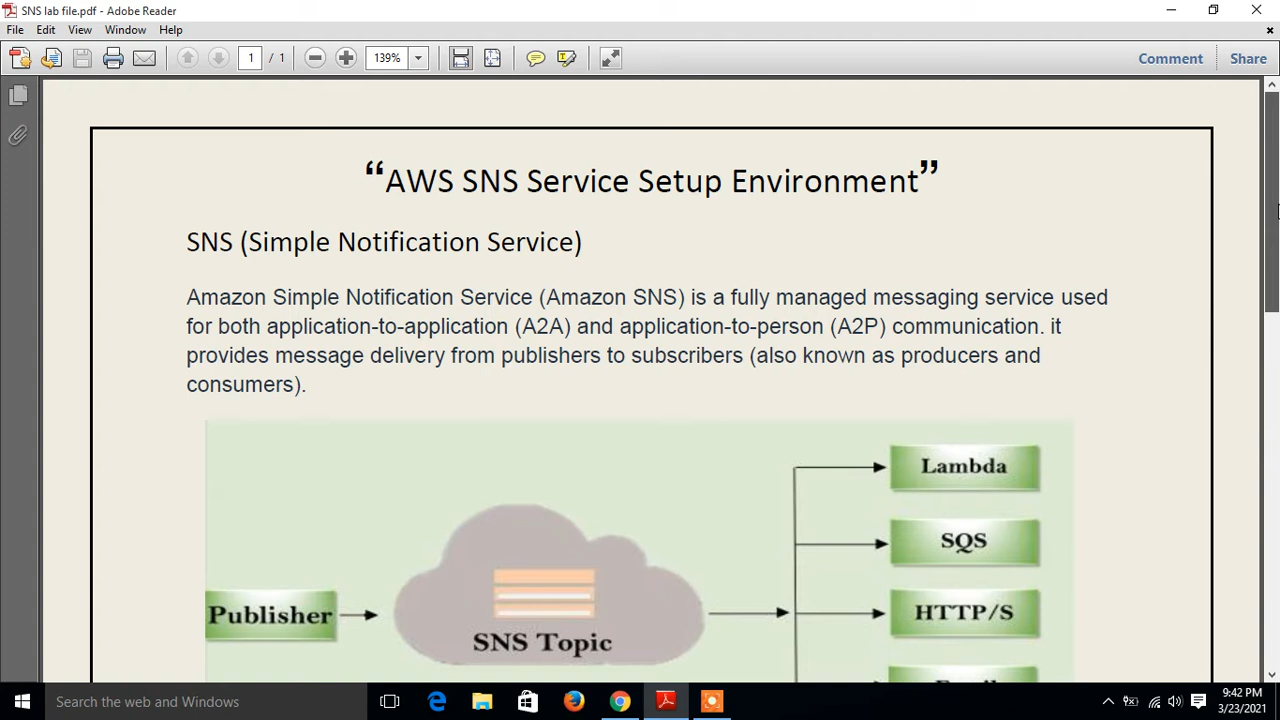 SNS lab file.pdf - Adobe Reader
File Edit View Window Help
1 / 1 139% Comment Share
“AWS SNS Service Setup Environment”
SNS (Simple Notification Service)
Amazon Simple Notification Service (Amazon SNS) is a fully managed messaging service used
for both application-to-application (A2A) and application-to-person (A2P) communication. it
provides message delivery from publishers to subscribers (also known as producers and
consumers).
Lambda
SQS
Publisher
HTTP/S
SNS Topic
Search the web and Windows
9:42 PM
3/23/2021